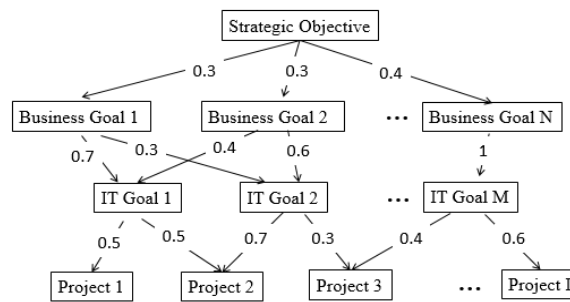 Strategic Objective
0.3 0.3 0.4
Business Goal 1 Business Goal 2 ... Business Goal N
0.7 0.3 0.4 0.6 1
IT Goal 1 IT Goal 2 ... IT Goal M
0.5 0.5 0.7 0.3 0.4 0.6
Project 1 Project 2 Project 3 ... Project